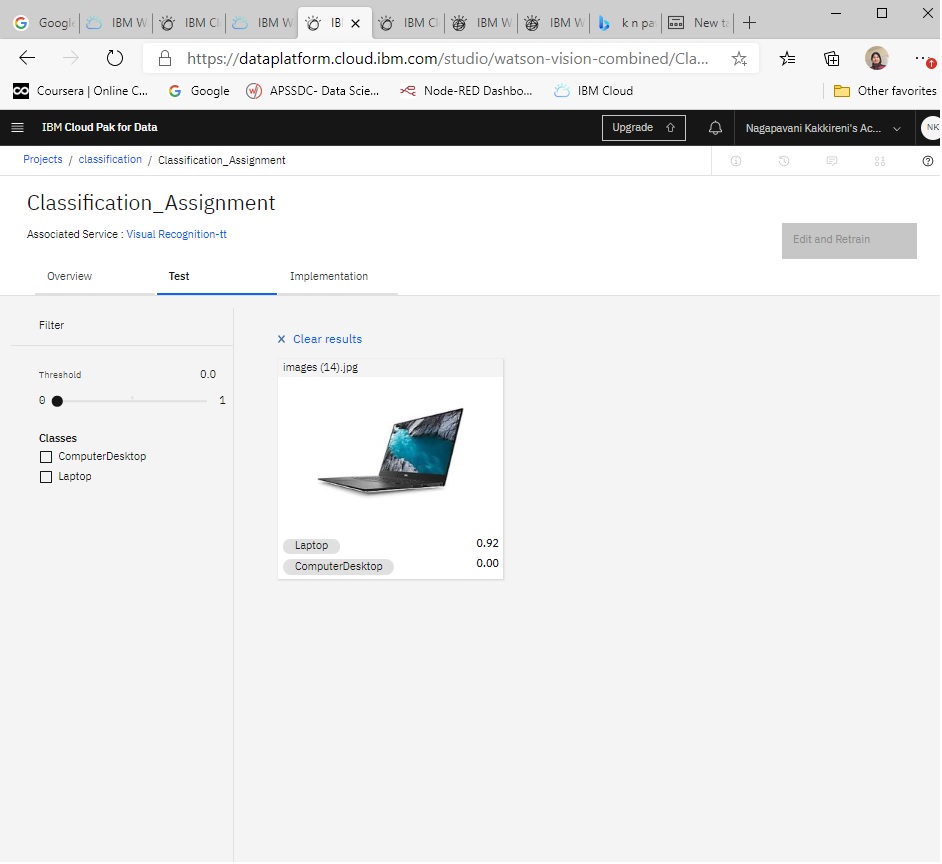 Google IBM W IBM Cl IBM W IB IBM Cl IBM W IBM W k n pa New ta
https://dataplatform.cloud.ibm.com/studio/watson-vision-combined/Cla...
Coursera | Online C... Google APSSDC- Data Scie... Node-RED Dashbo... IBM Cloud Other favorites
IBM Cloud Pak for Data Upgrade Nagapavani Kakkireni's Ac... NK
Projects / classification / Classification_Assignment
Classification_Assignment
Associated Service : Visual Recognition-tt
Edit and Retrain
Overview Test Implementation
Filter
Clear results
images (14).jpg
Threshold 0.0
0 1
Classes
ComputerDesktop
Laptop
Laptop 0.92
ComputerDesktop 0.00